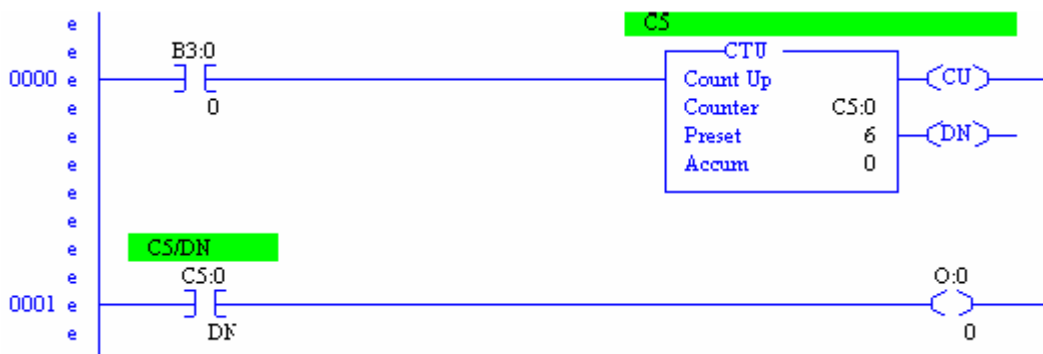 e
C5
e
B3:0
CTU
0000 e
Count Up
CU
e
0
Counter C5:0
e
Preset 6
DN
e
Accum 0
e
e
e
C5/DN
e
C5:0
O:0
0001 e
e
DN
0